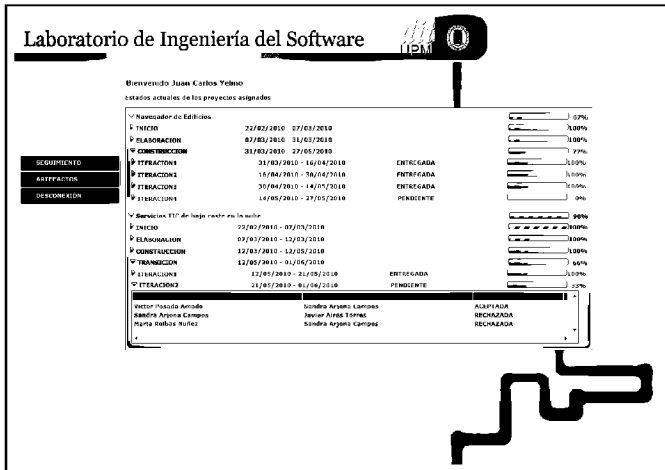 Laboratorio de Ingeniería del Software
UPM
Bienvenido Juan Carlos Yelmo
Estados actuales de los proyectos asignados
Navegador de Edificios 67%
INICIO 22/02/2010 07/03/2010 100%
ELABORACION 07/03/2010 31/03/2010 100%
CONSTRUCCION 31/03/2010 27/05/2010 77%
ITERACION1 31/03/2010 - 16/04/2010 ENTREGADA 100%
ITERACION2 16/04/2010 - 30/04/2010 ENTREGADA 100%
ITERACION3 30/04/2010 - 14/05/2010 ENTREGADA 100%
ITERACION4 14/05/2010 - 27/05/2010 PENDIENTE 0%
SEGUIMIENTO
ARTEFACTOS
DESCONEXIÓN
Servicios TIC de bajo coste en la nube 90%
INICIO 22/02/2010 - 07/03/2010 100%
ELABORACION 07/03/2010 - 12/03/2010 100%
CONSTRUCCION 12/03/2010 - 12/05/2010 100%
TRANSICION 12/05/2010 - 01/06/2010 66%
ITERACION1 12/05/2010 - 21/05/2010 ENTREGADA 100%
ITERACION2 21/05/2010 - 01/06/2010 PENDIENTE 33%
Victor Posada Amado Sandra Arjona Campos ACEPTADA
Sandra Arjona Campos Javier Airas Torres RECHAZADA
Marta Rolbas Nuñez Sandra Arjona Campos RECHAZADA